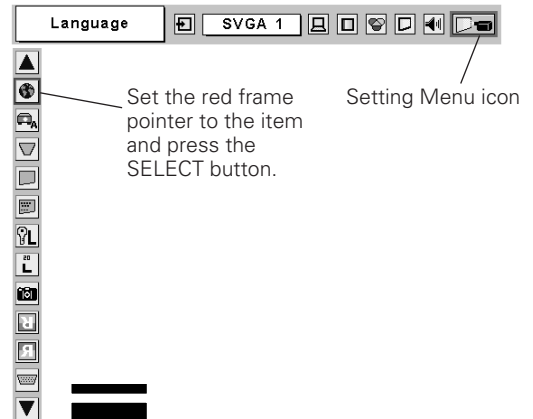 Language
SVGA 1
Set the red frame
pointer to the item
and press the
SELECT button.
Setting Menu icon
A
L
20
L
R
R